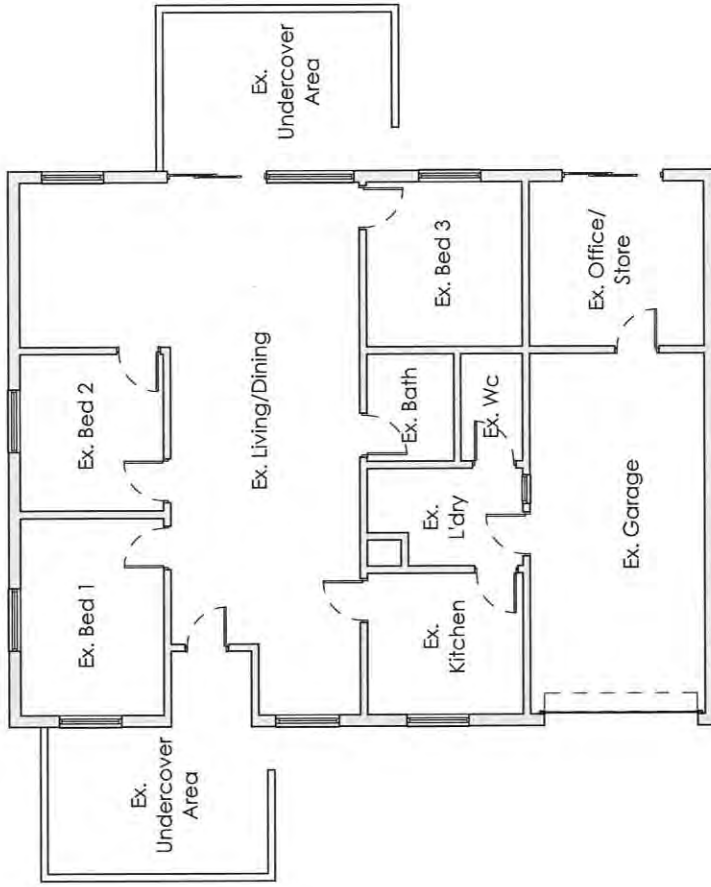 Ex.
Undercover
Area
Ex. Bed 3
Ex. Office/
Store
Ex. Bed 2
Ex. Living/Dining
Ex. Bath
Ex. Wc
Ex. Bed 1
Ex.
L'dry
Ex.
Kitchen
Ex. Garage
Ex.
Undercover
Area